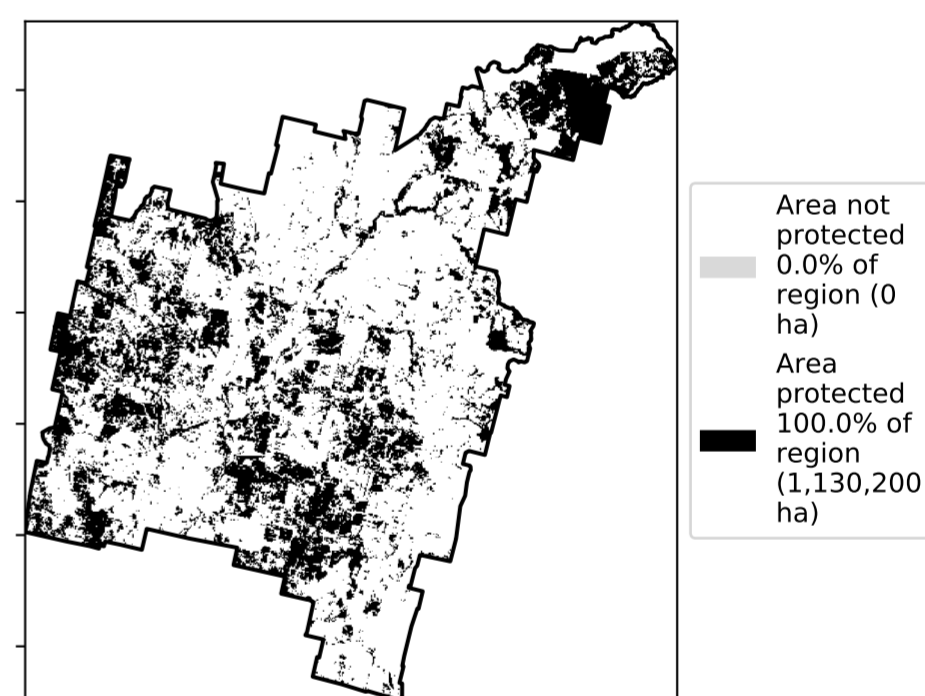 Area not
protected
0.0% of
region (0
ha)
Area
protected
100.0% of
region
(1,130,200
ha)